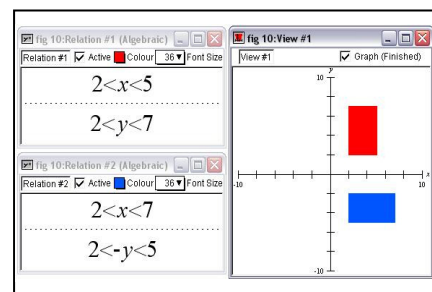 fig 10:Relation #1 (Algebraic)
Relation #1 Active Colour 36 Font Size
2<x<5
2<y<7
fig 10:Relation #2 (Algebraic)
Relation #2 Active Colour 36 Font Size
2<x<7
2<-y<5
fig 10:View #1
View #1 Graph (Finished)
y
10
-10 10
x
-10